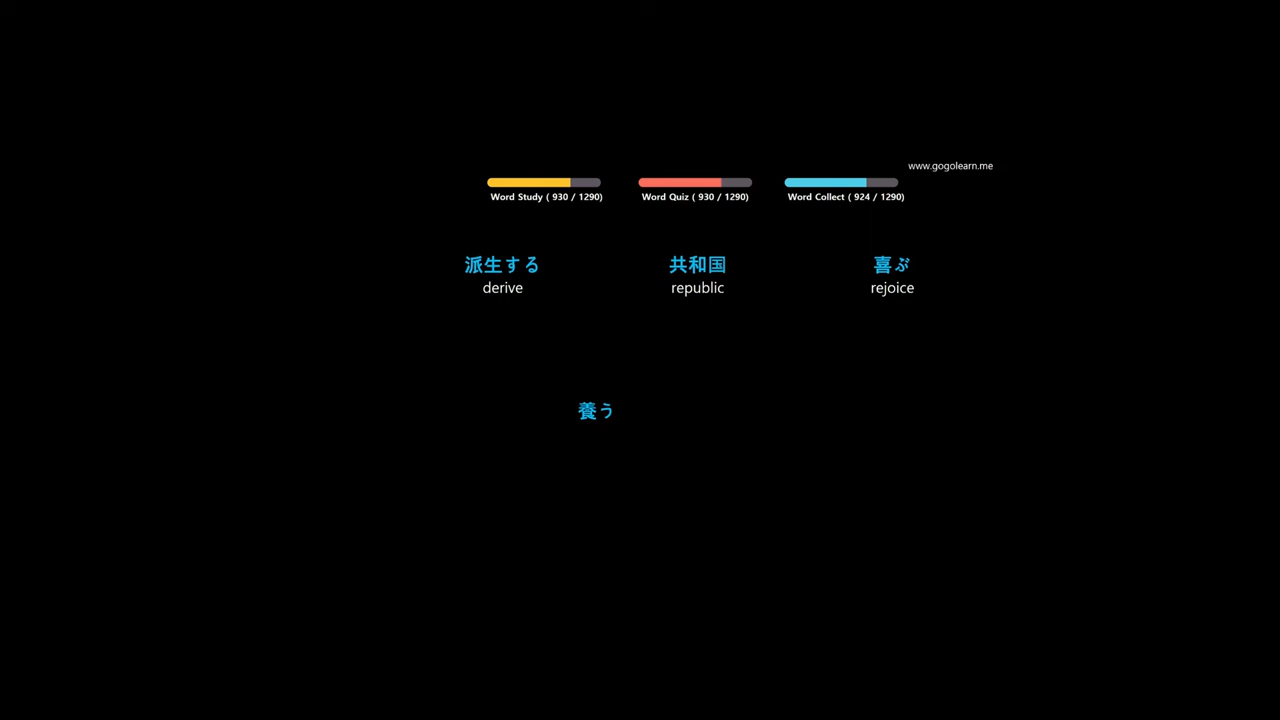 www.gogolearn.me
Word Study ( 930 / 1290)
Word Quiz ( 930 / 1290)
Word Collect ( 924 / 1290)
派生する
derive
共和国
republic
喜ぶ
rejoice
養う